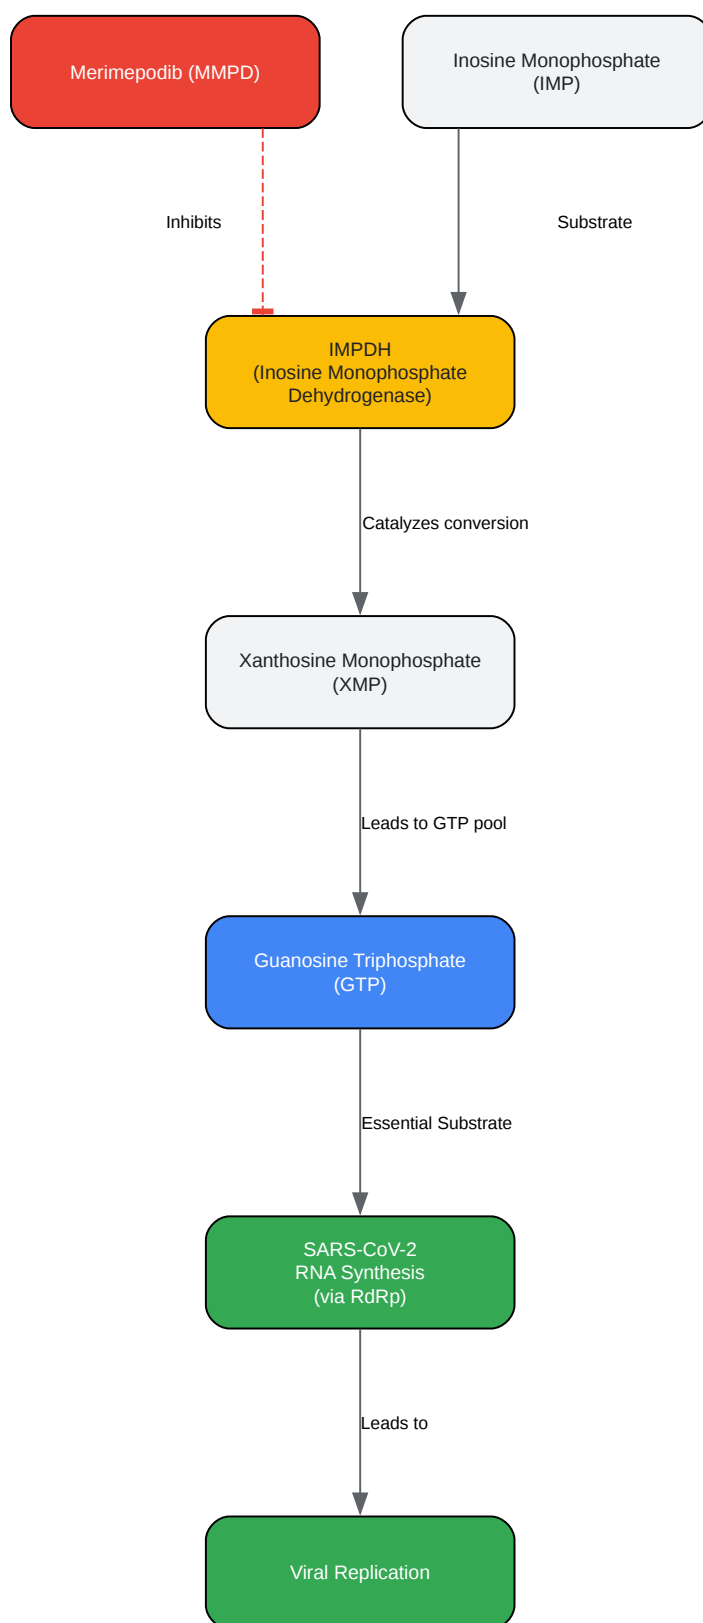 Merimepodib (MMPD)
Inosine Monophosphate
(IMP)
Inhibits
Substrate
IMPDH
(Inosine Monophosphate
Dehydrogenase)
Catalyzes conversion
Xanthosine Monophosphate
(XMP)
Leads to GTP pool
Guanosine Triphosphate
(GTP)
Essential Substrate
SARS-CoV-2
RNA Synthesis
(via RdRp)
Leads to
Viral Replication